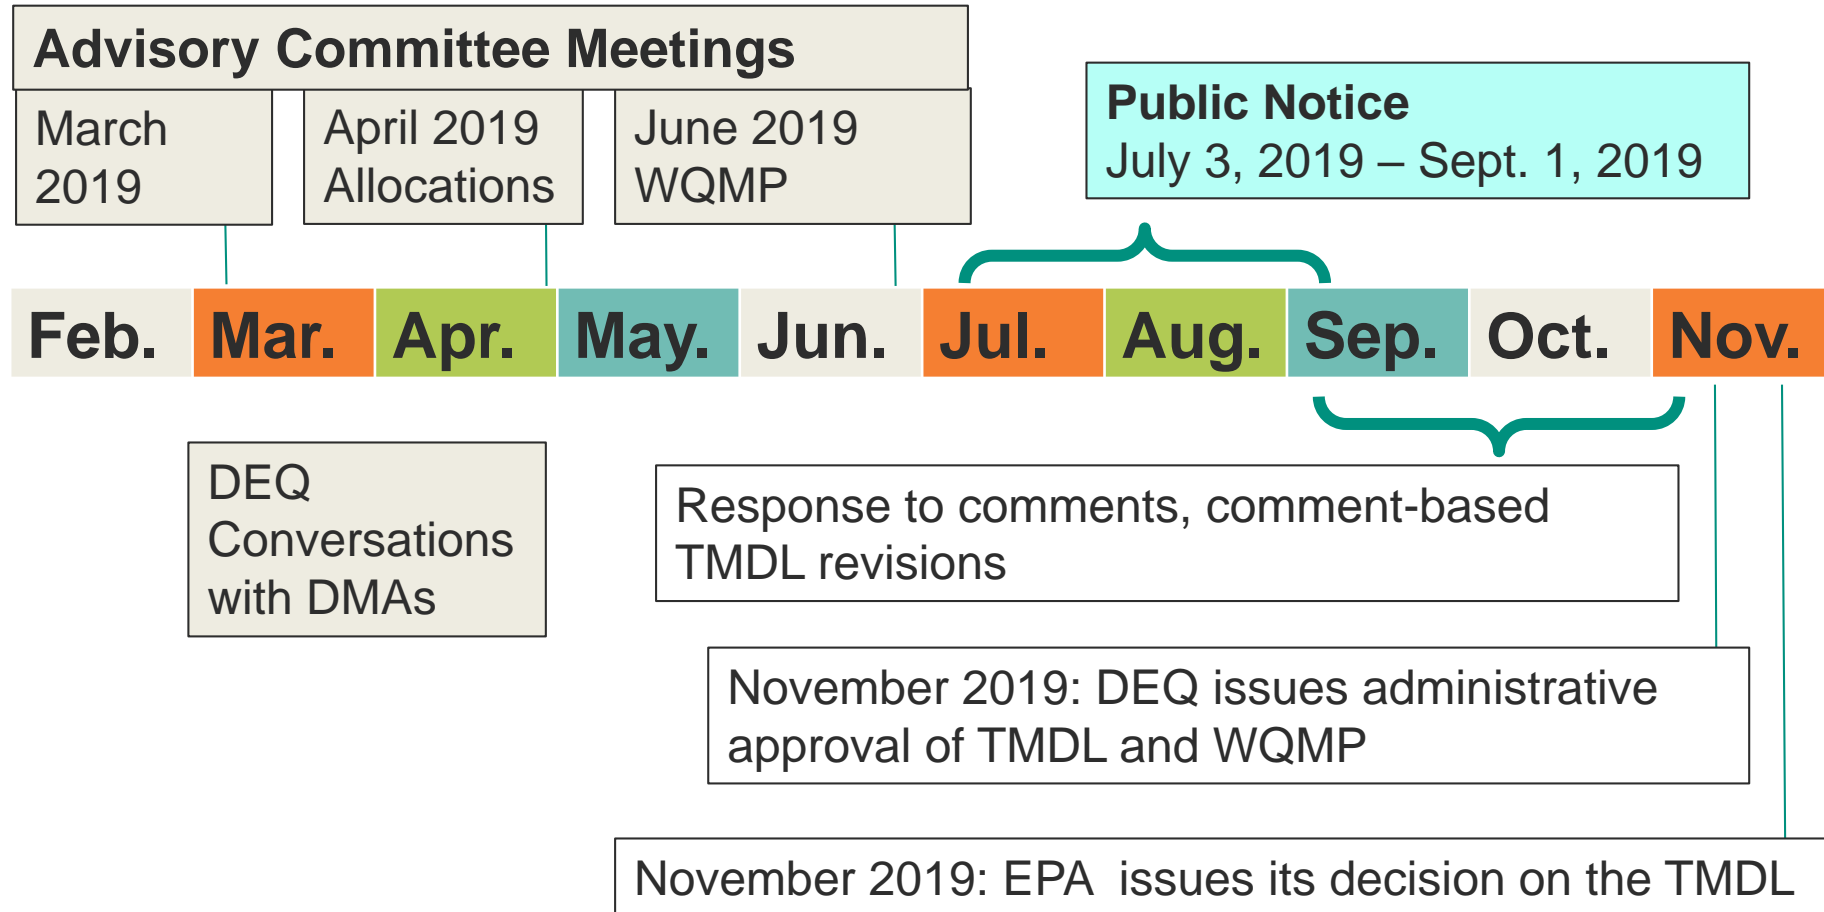 Advisory Committee Meetings
March
2019
April 2019
Allocations
June 2019
WQMP
Public Notice
July 3, 2019 – Sept. 1, 2019
Feb. Mar. Apr. May. Jun. Jul. Aug. Sep. Oct. Nov.
DEQ
Conversations
with DMAs
Response to comments, comment-based
TMDL revisions
November 2019: DEQ issues administrative
approval of TMDL and WQMP
November 2019: EPA  issues its decision on the TMDL